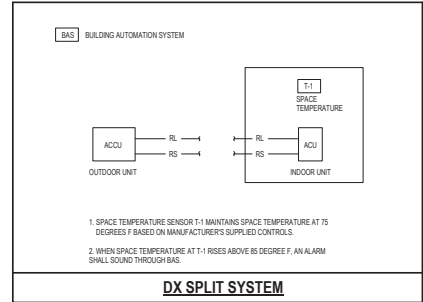 BAS BUILDING AUTOMATION SYSTEM
T-1
SPACE
TEMPERATURE
ACCU RL RL ACU
RS RS
OUTDOOR UNIT INDOOR UNIT
1. SPACE TEMPERATURE SENSOR T-1 MAINTAINS SPACE TEMPERATURE AT 75
DEGREES F BASED ON MANUFACTURER'S SUPPLIED CONTROLS.
2. WHEN SPACE TEMPERATURE AT T-1 RISES ABOVE 85 DEGREE F, AN ALARM
SHALL SOUND THROUGH BAS.
DX SPLIT SYSTEM